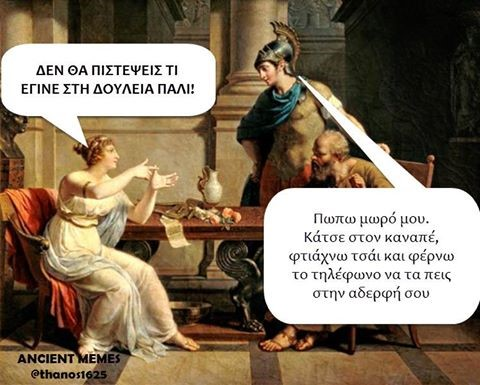 ΔΕΝ ΘΑ ΠΙΣΤΕΨΕΙΣ ΤΙ
ΕΓΙΝΕ ΣΤΗ ΔΟΥΛΕΙΑ ΠΑΛΙ!
Πωπω μωρό μου.
Κάτσε στον καναπέ,
φτιάχνω τσάι και φέρνω
το τηλέφωνο να τα πεις
στην αδερφή σου
ANCIENT MEMES
@thanos1625